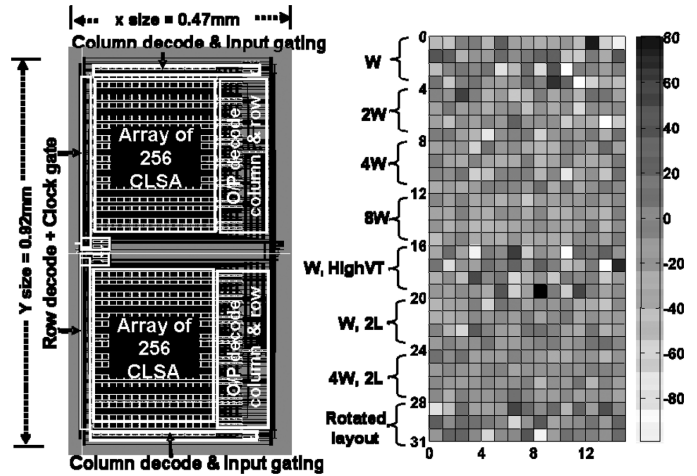 x size = 0.47mm
Column decode & input gating
Y size = 0.92mm
Row decode + Clock gate
Array of
256
CLSA
O/P decode
column & row
Array of
256
CLSA
O/P decode
column & row
Column decode & input gating
W
2W
4W
8W
W, HighVT
W, 2L
4W, 2L
Rotated
layout
0
4
8
12
16
20
24
28
31
0
4
8
12
80
60
40
20
0
-20
-40
-60
-80